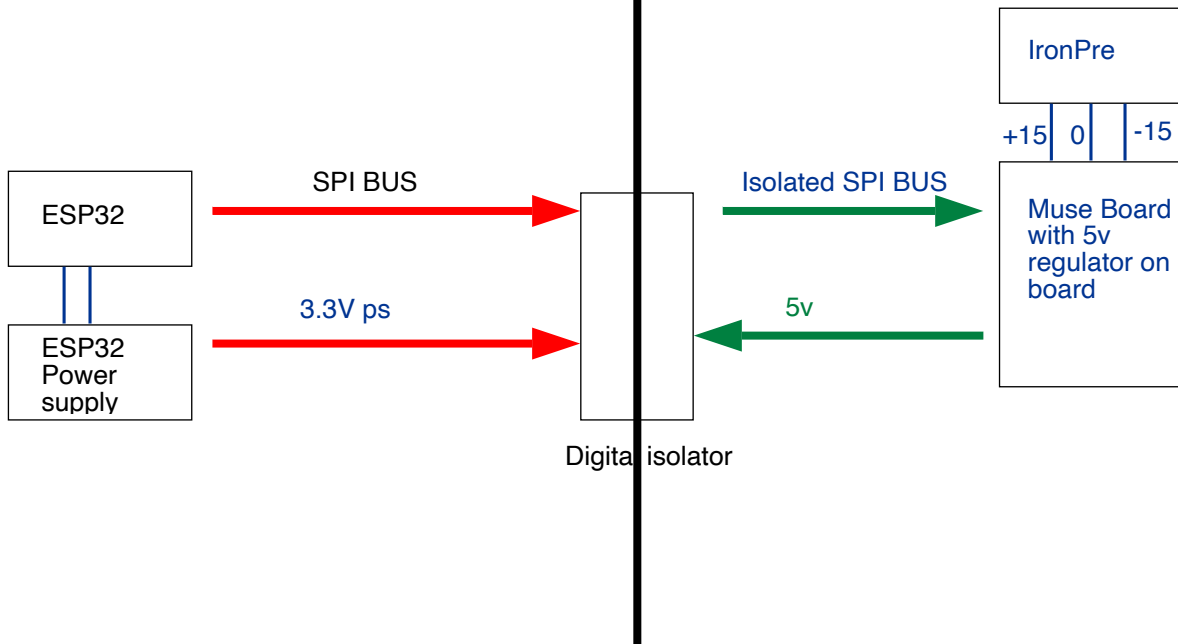 IronPre
+15 0 -15
SPI BUS
Isolated SPI BUS
ESP32
Muse Board
with 5v
regulator on
board
3.3V ps
5v
ESP32
Power
supply
Digital isolator